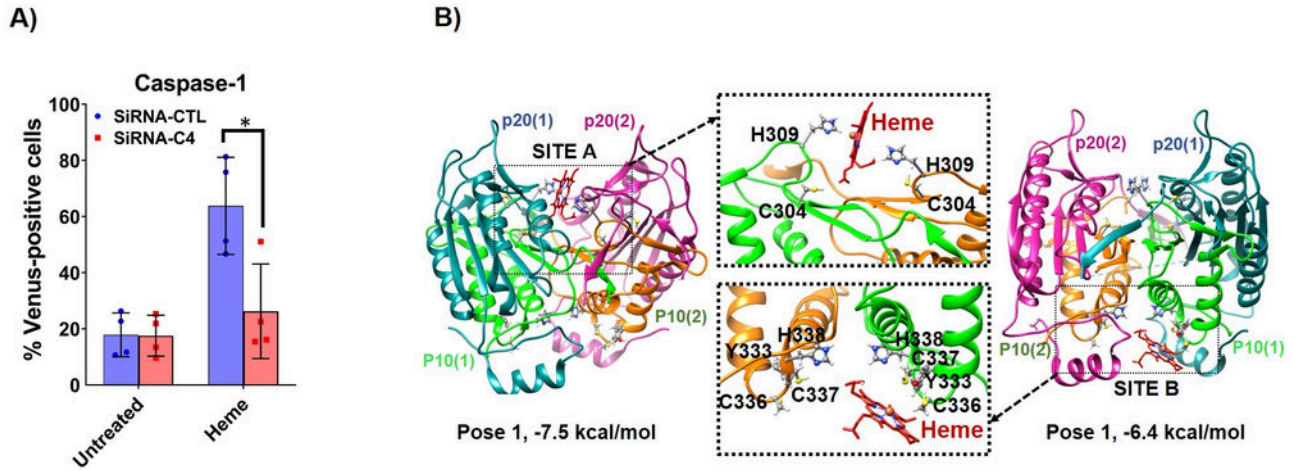 A)
Caspase-1
SiRNA-CTL
SiRNA-C4
*
% Venus-positive cells
100
80
60
40
20
0
Untreated
Heme
B)
p20(1)
p20(2)
SITE A
P10(1)
P10(2)
Pose 1, -7.5 kcal/mol
H309
Heme
H309
C304
C304
H338
H338
Y333
C337
C337
Y333
C336
C336
Heme
p20(2)
p20(1)
P10(2)
P10(1)
SITE B
Pose 1, -6.4 kcal/mol